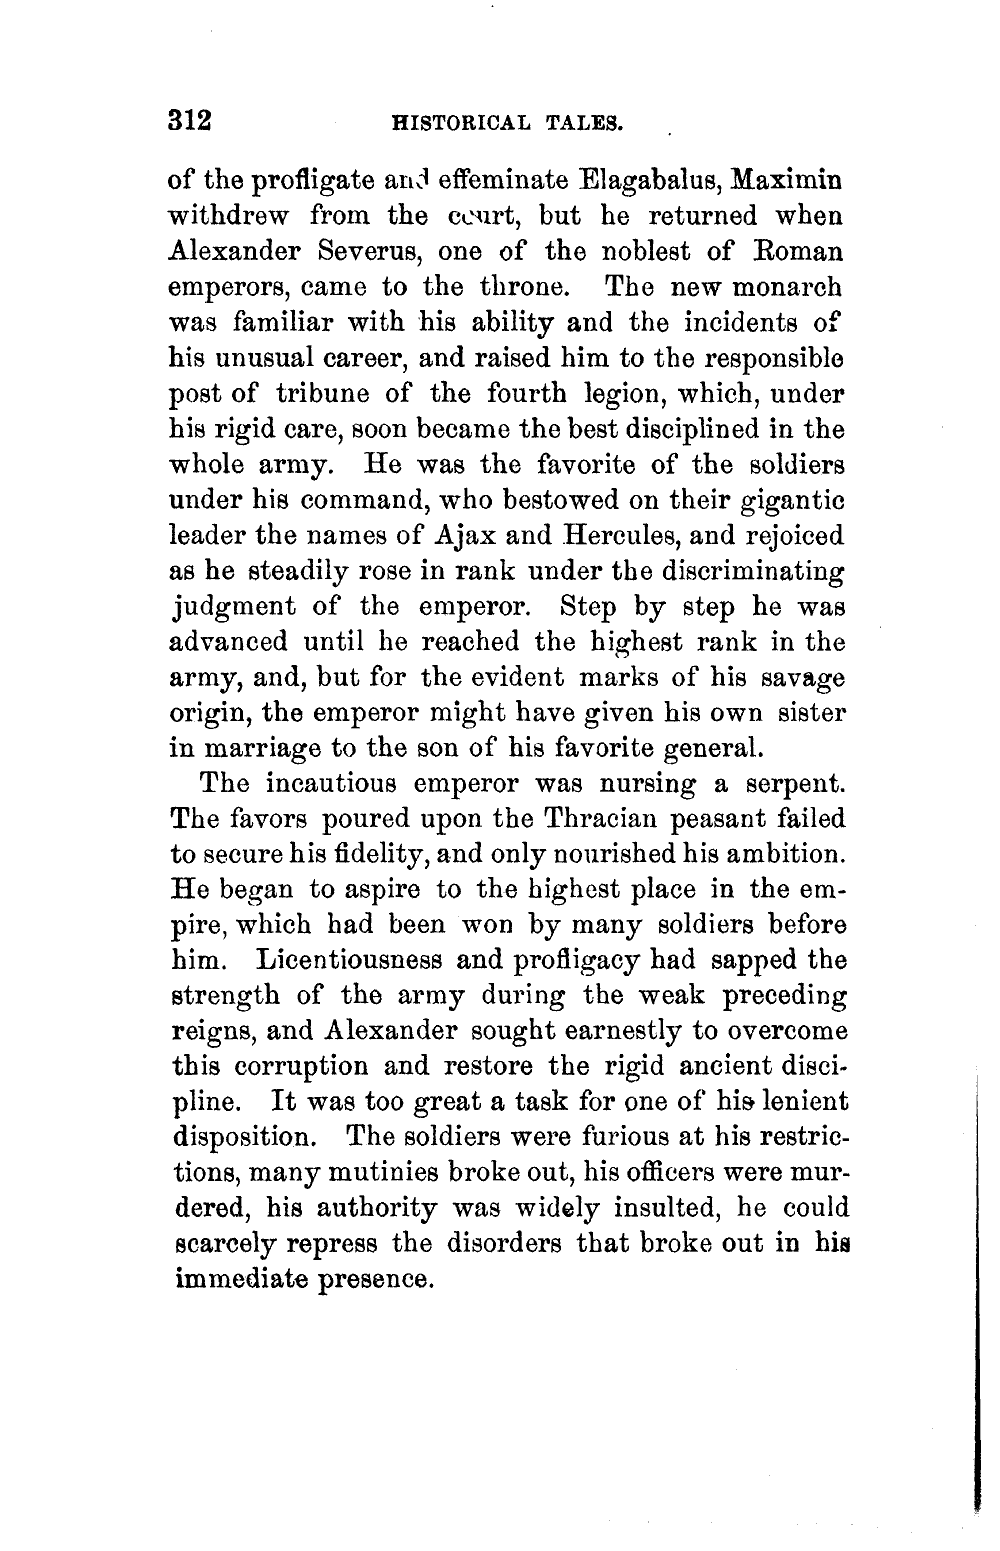 312 HISTORICAL TALES.
of the profligate and effeminate Elagabalus, Maximin
withdrew from the court, but he returned when
Alexander Severus, one of the noblest of Roman
emperors, came to the throne. The new monarch
was familiar with his ability and the incidents of
his unusual career, and raised him to the responsible
post of tribune of the fourth legion, which, under
his rigid care, soon became the best disciplined in the
whole army. He was the favorite of the soldiers
under his command, who bestowed on their gigantic
leader the names of Ajax and Hercules, and rejoiced
as he steadily rose in rank under the discriminating
judgment of the emperor. Step by step he was
advanced until he reached the highest rank in the
army, and, but for the evident marks of his savage
origin, the emperor might have given his own sister
in marriage to the son of his favorite general.
The incautious emperor was nursing a serpent.
The favors poured upon the Thracian peasant failed
to secure his fidelity, and only nourished his ambition.
He began to aspire to the highest place in the em-
pire, which had been won by many soldiers before
him. Licentiousness and profligacy had sapped the
strength of the army during the weak preceding
reigns, and Alexander sought earnestly to overcome
this corruption and restore the rigid ancient disci-
pline. It was too great a task for one of his lenient
disposition. The soldiers were furious at his restric-
tions, many mutinies broke out, his officers were mur-
dered, his authority was widely insulted, he could
scarcely repress the disorders that broke out in his
immediate presence.